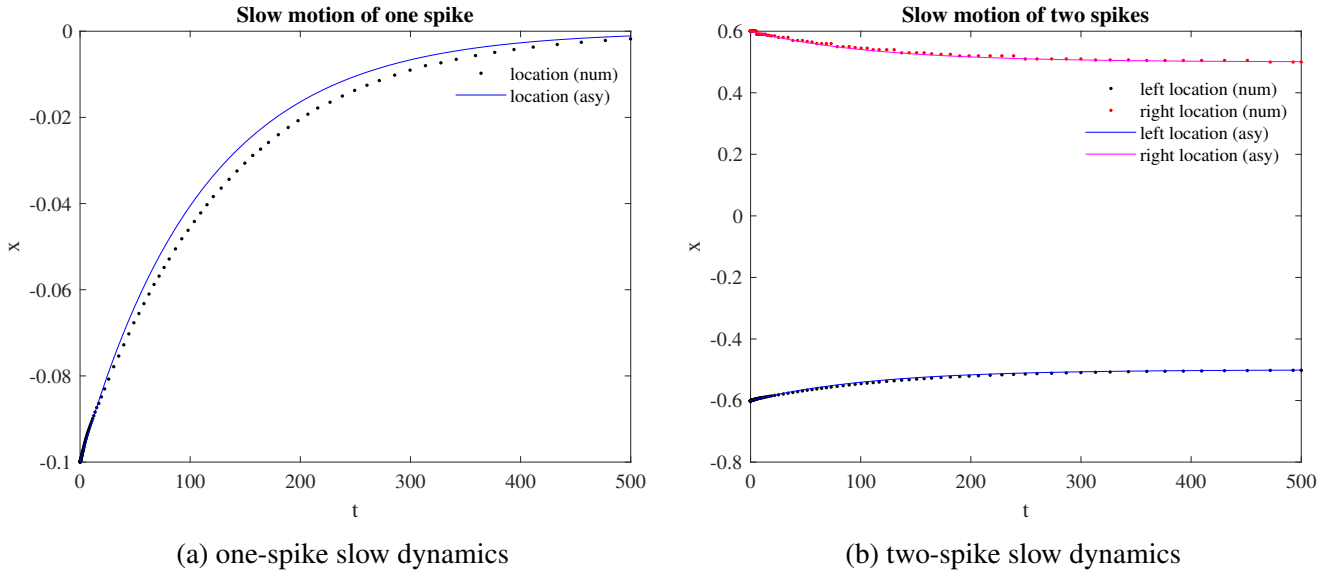 Slow motion of one spike
0
-0.02
-0.04
-0.06
-0.08
-0.1
x
location (num)
location (asy)
0
100
200
300
400
500
t
(a) one-spike slow dynamics
Slow motion of two spikes
0.6
0.4
0.2
0
-0.2
-0.4
-0.6
-0.8
x
left location (num)
right location (num)
left location (asy)
right location (asy)
0
100
200
300
400
500
t
(b) two-spike slow dynamics